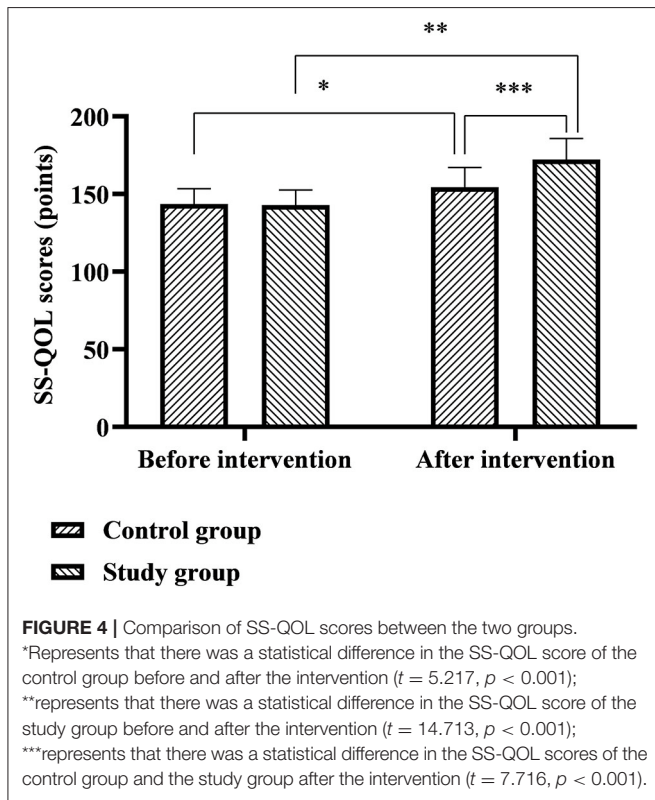 **
*
***
200
150
100
50
0
SS-QOL scores (points)
Before intervention
After intervention
Control group
Study group
FIGURE 4 | Comparison of SS-QOL scores between the two groups.
*Represents that there was a statistical difference in the SS-QOL score of the
control group before and after the intervention (t = 5.217, p < 0.001);
**represents that there was a statistical difference in the SS-QOL score of the
study group before and after the intervention (t = 14.713, p < 0.001);
***represents that there was a statistical difference in the SS-QOL scores of the
control group and the study group after the intervention (t = 7.716, p < 0.001).